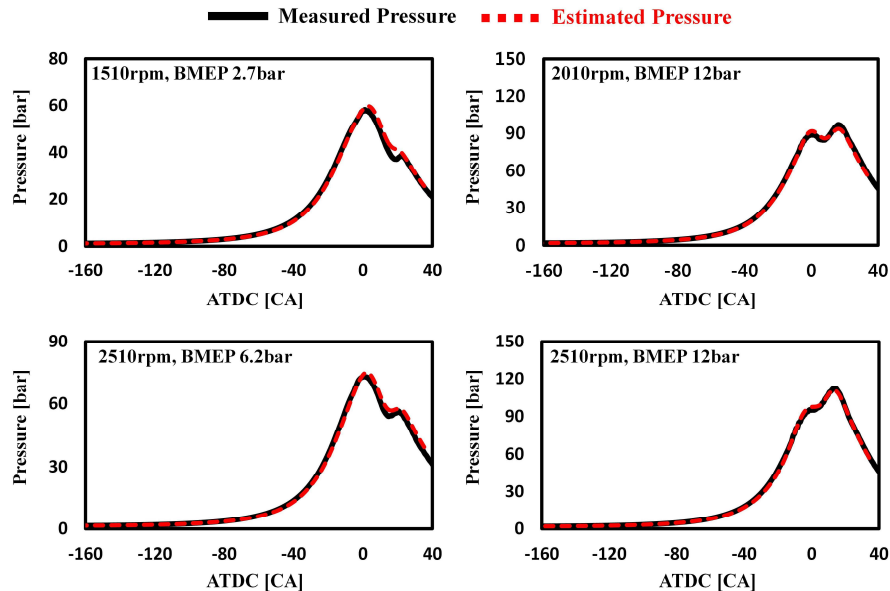 Measured Pressure Estimated Pressure
1510rpm, BMEP 2.7bar
Pressure [bar]
80
60
40
20
0
-160 -120 -80 -40 0 40
ATDC [CA]
2010rpm, BMEP 12bar
Pressure [bar]
150
120
90
60
30
0
-160 -120 -80 -40 0 40
ATDC [CA]
2510rpm, BMEP 6.2bar
Pressure [bar]
90
60
30
0
-160 -120 -80 -40 0 40
ATDC [CA]
2510rpm, BMEP 12bar
Pressure [bar]
150
120
90
60
30
0
-160 -120 -80 -40 0 40
ATDC [CA]